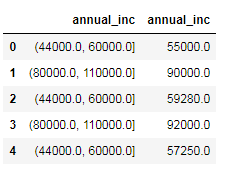 annual_inc annual_inc
0 (44000.0, 60000.0] 55000.0
1 (80000.0, 110000.0] 90000.0
2 (44000.0, 60000.0] 59280.0
3 (80000.0, 110000.0] 92000.0
4 (44000.0, 60000.0] 57250.0